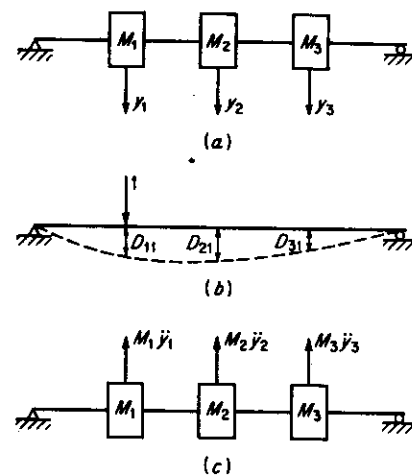 M₁ M₂ M₃
y₁ y₂ y₃
(a)
1
D₁₁ D₂₁ D₃₁
(b)
M₁ÿ₁ M₂ÿ₂ M₃ÿ₃
M₁ M₂ M₃
(c)